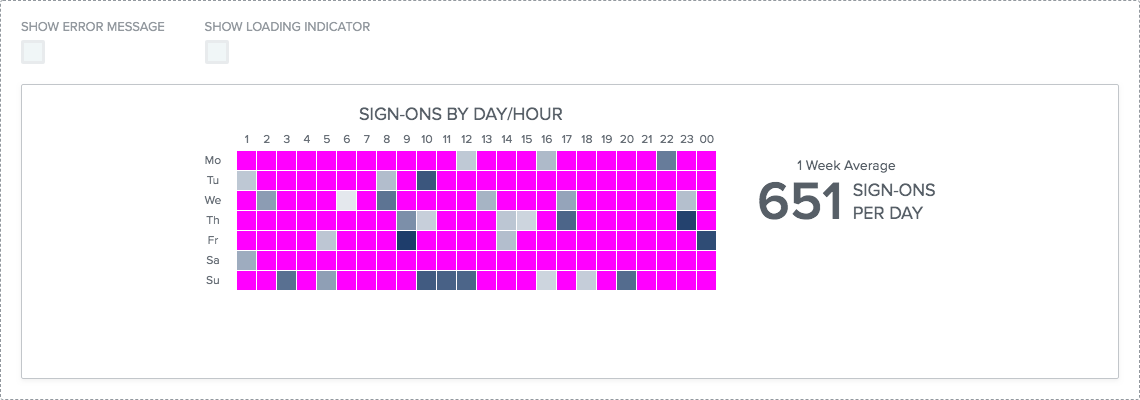 SHOW ERROR MESSAGE SHOW LOADING INDICATOR
SIGN-ONS BY DAY/HOUR
1 2 3 4 5 6 7 8 9 10 11 12 13 14 15 16 17 18 19 20 21 22 23 00
Mo
Tu
We
Th
Fr
Sa
Su
1 Week Average
651 SIGN-ONS
PER DAY